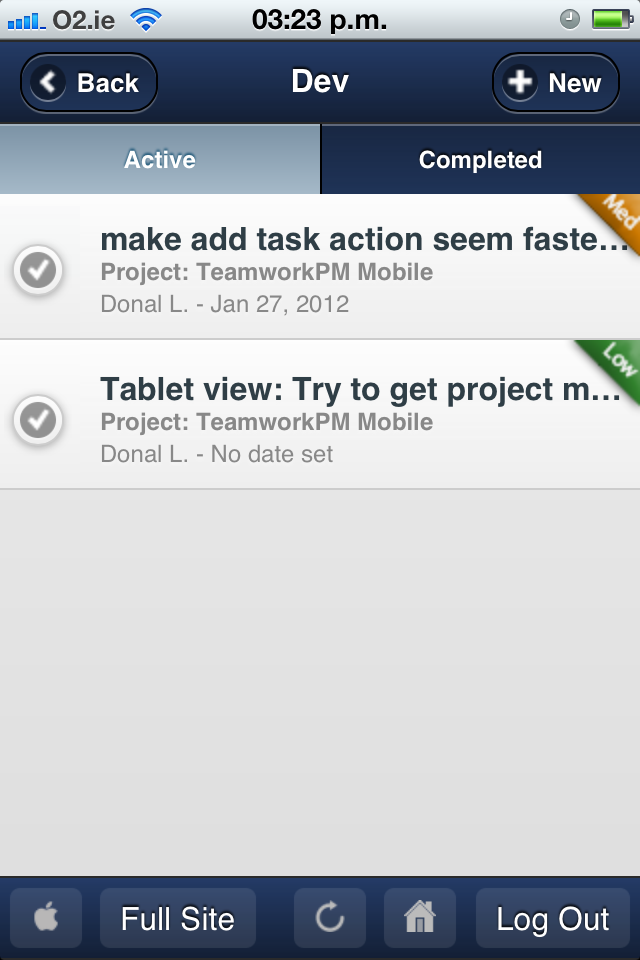 O2.ie 03:23 p.m.
Back Dev New
Active Completed
Med
make add task action seem faste...
Project: TeamworkPM Mobile
Donal L. - Jan 27, 2012
Low
Tablet view: Try to get project m...
Project: TeamworkPM Mobile
Donal L. - No date set
Full Site Log Out